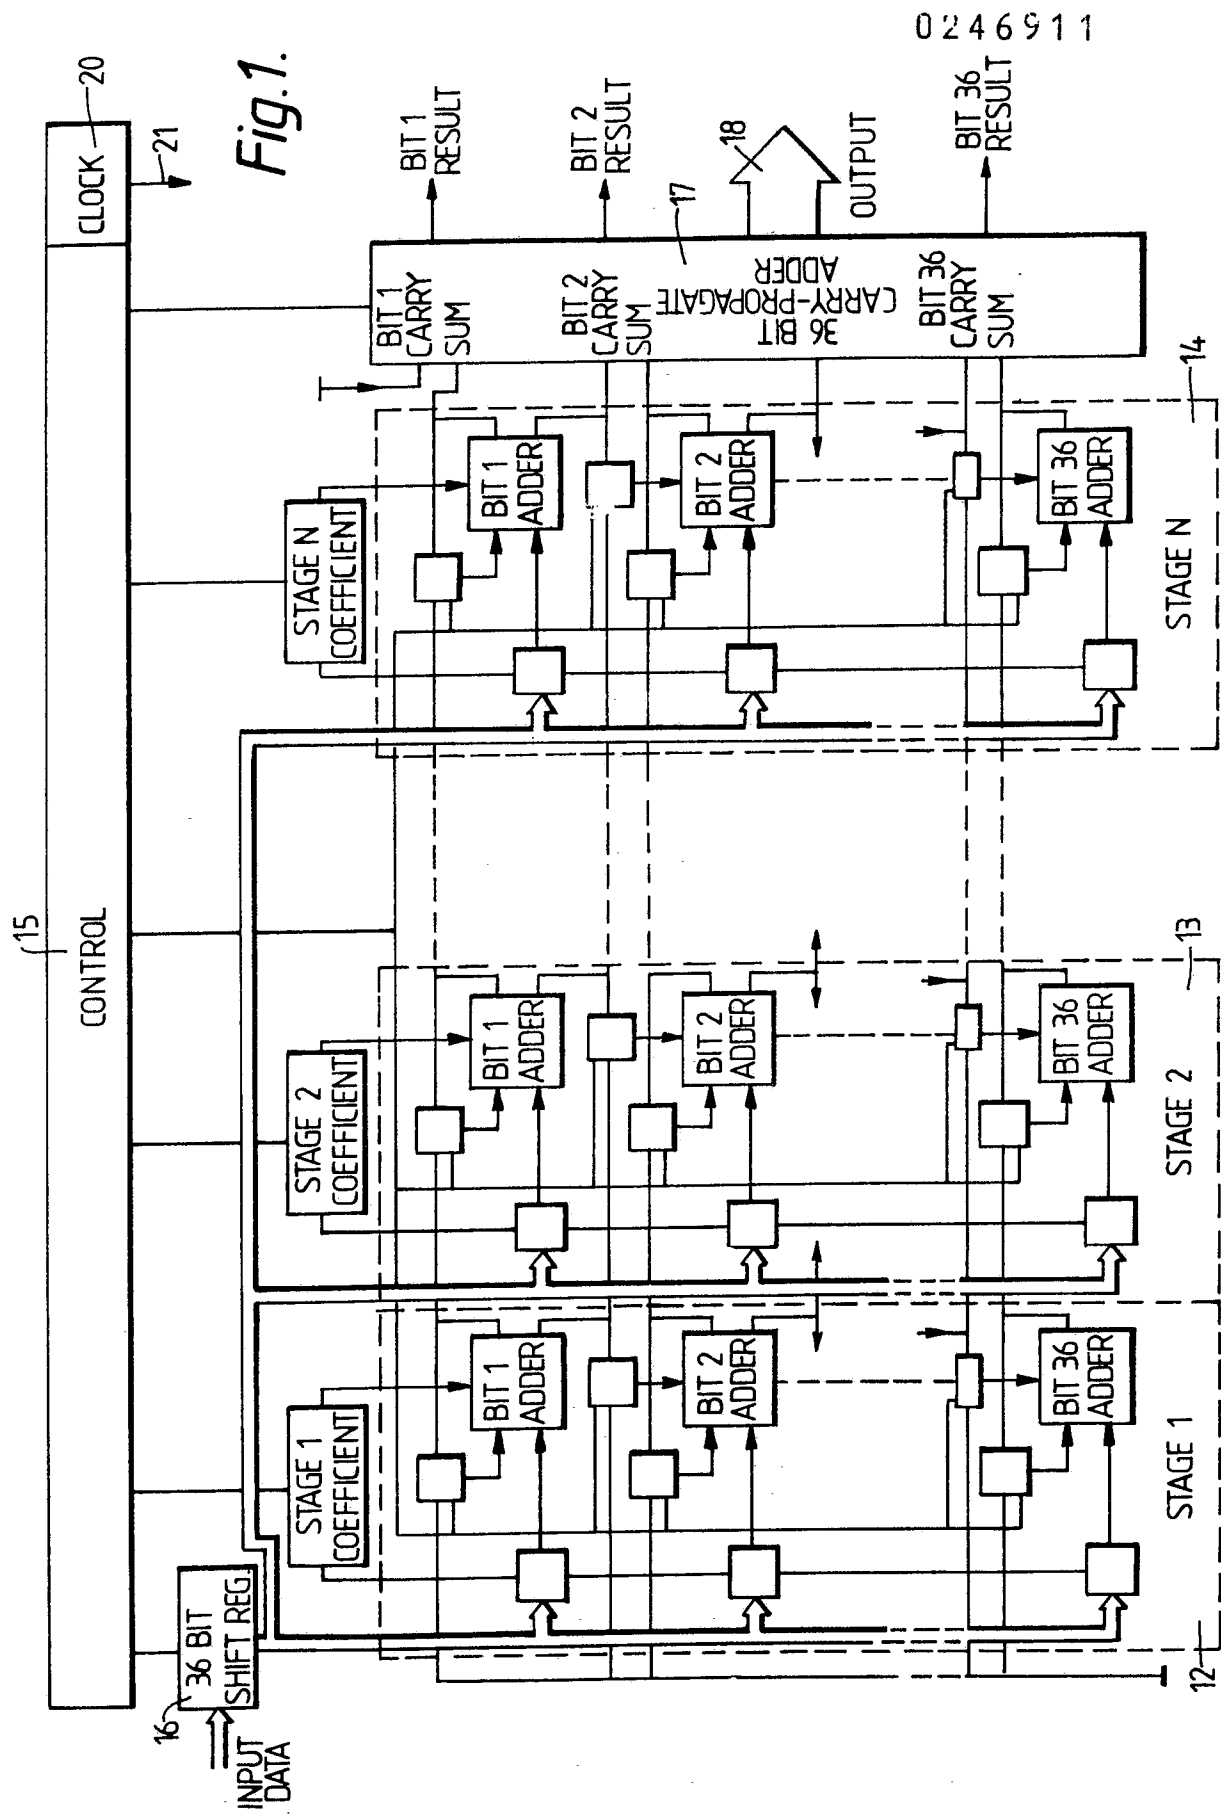 0246911
Fig.1.
15
CONTROL
CLOCK
20
21
16
36 BIT
SHIFT REG.
INPUT
DATA
STAGE 1
COEFFICIENT
STAGE 2
COEFFICIENT
STAGE N
COEFFICIENT
BIT 1
ADDER
BIT 2
ADDER
BIT 36
ADDER
STAGE 1
12
BIT 1
ADDER
BIT 2
ADDER
BIT 36
ADDER
STAGE 2
13
BIT 1
ADDER
BIT 2
ADDER
BIT 36
ADDER
STAGE N
14
BIT 1
CARRY
SUM
BIT 2
CARRY
SUM
36 BIT
CARRY-PROPAGATE
ADDER
BIT 36
CARRY
SUM
17
BIT 1
RESULT
BIT 2
RESULT
18
OUTPUT
BIT 36
RESULT